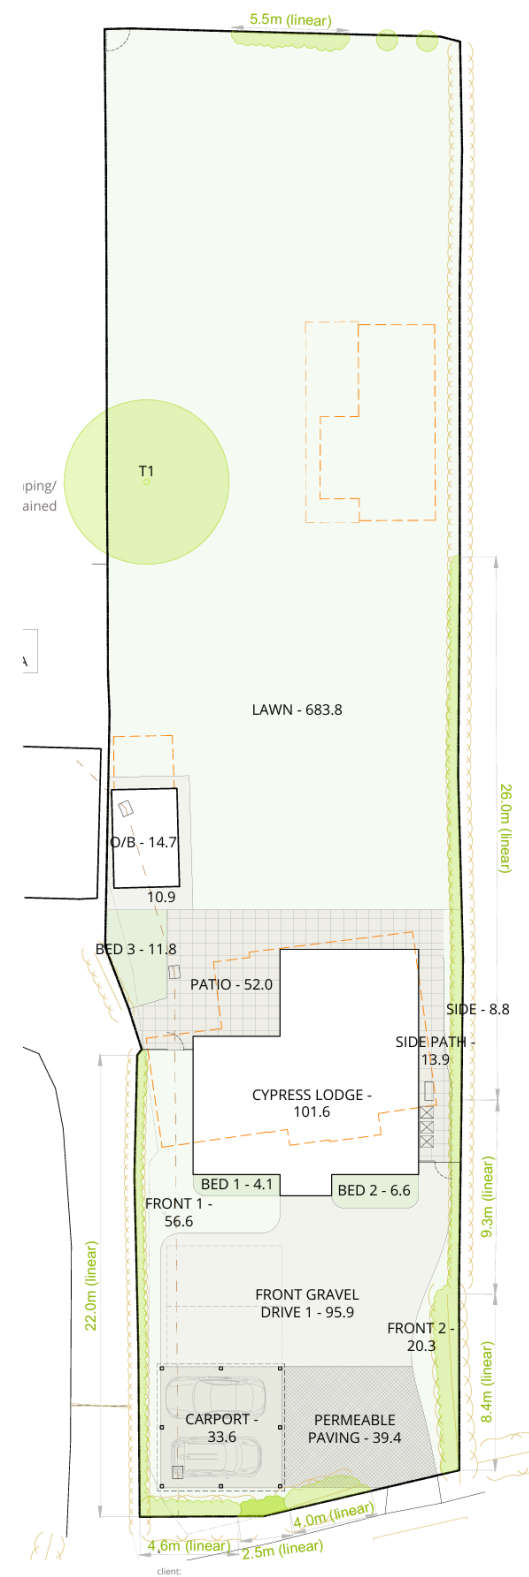 5.5m (linear)
T1
ping/
ained
LAWN - 683.8
26.0m (linear)
O/B - 14.7
10.9
BED 3 - 11.8
PATIO - 52.0
SIDE - 8.8
SIDE PATH -
13.9
CYPRESS LODGE -
101.6
BED 1 - 4.1
BED 2 - 6.6
FRONT 1 -
56.6
9.3m (linear)
22.0m (linear)
FRONT GRAVEL
DRIVE 1 - 95.9
FRONT 2 -
20.3
8.4m (linear)
CARPORT -
33.6
PERMEABLE
PAVING - 39.4
4.0m (linear)
4.6m (linear)
2.5m (linear)
client: